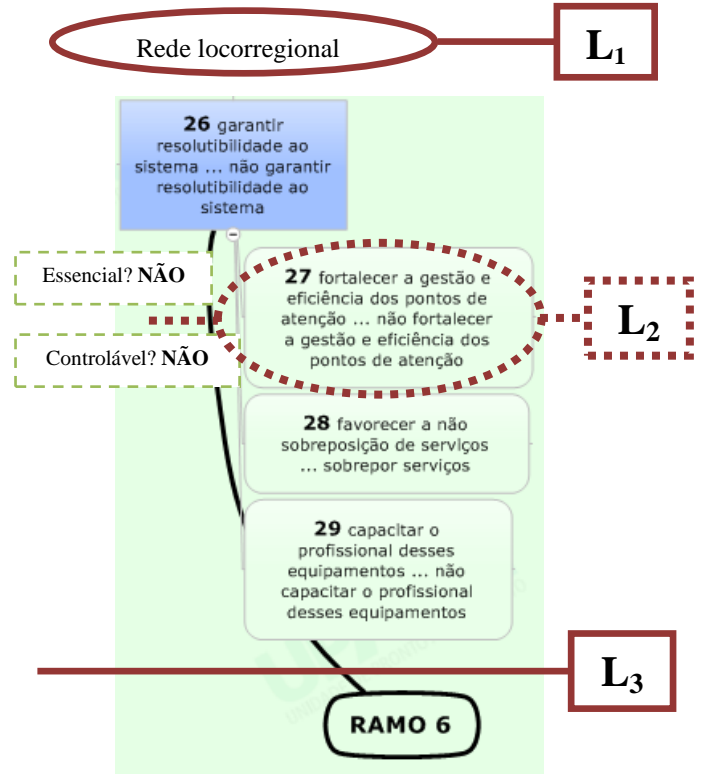 Rede locorregional
L1
26 garantir
resolutibilidade ao
sistema ... não garantir
resolutibilidade ao
sistema
Essencial? NÃO
Controlável? NÃO
27 fortalecer a gestão e
eficiência dos pontos de
atenção ... não fortalecer
a gestão e eficiência dos
pontos de atenção
L2
28 favorecer a não
sobreposição de serviços
... sobrepor serviços
29 capacitar o
profissional desses
equipamentos ... não
capacitar o profissional
desses equipamentos
L3
RAMO 6